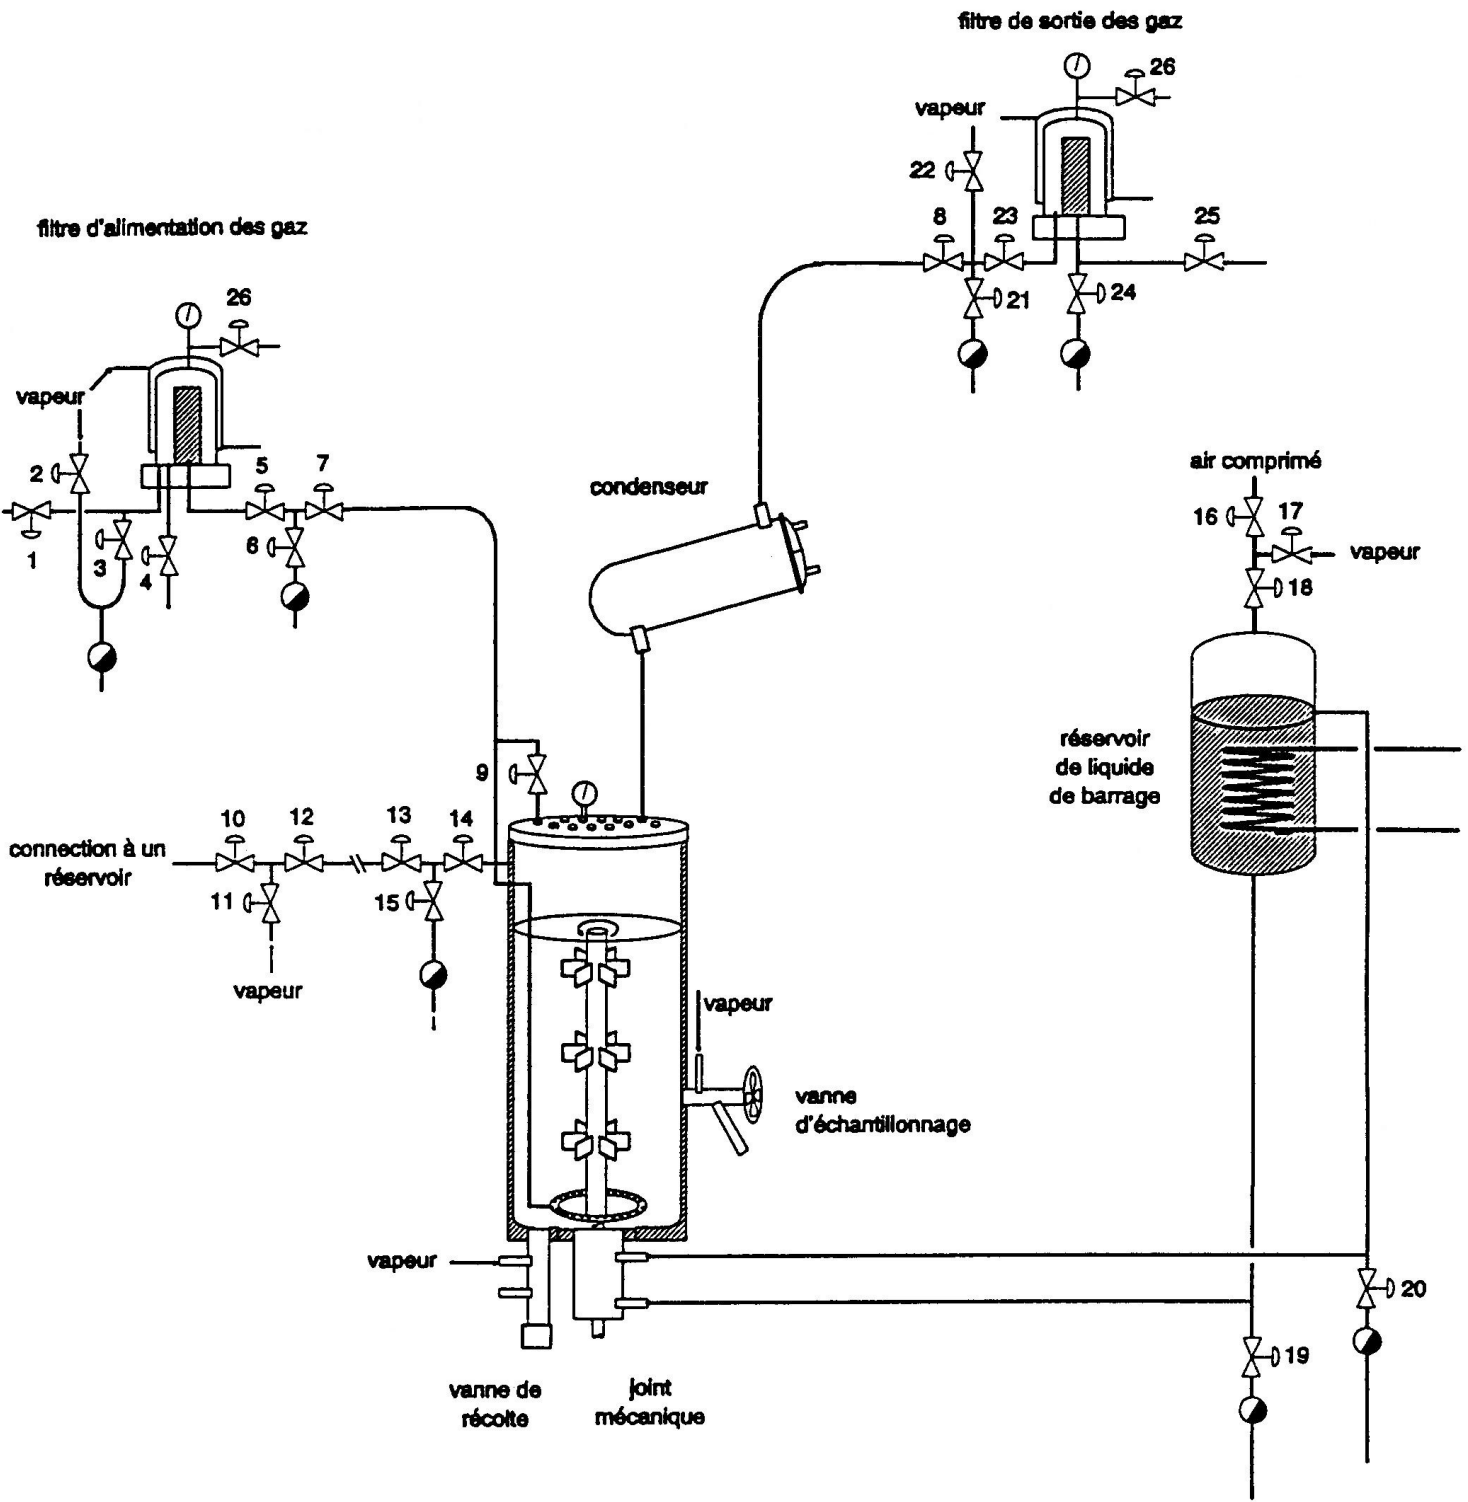 filtre de sortie des gaz
26
vapeur
22
8
23
25
21
24
filtre d'alimentation des gaz
26
vapeur
2
5
7
1
3
4
6
condenseur
air comprimé
16
17
vapeur
18
réservoir
de liquide
de barrage
9
10
12
13
14
connection à un
réservoir
11
15
vapeur
vapeur
vanne
d'échantillonnage
vapeur
20
19
vanne de
récolte
joint
mécanique